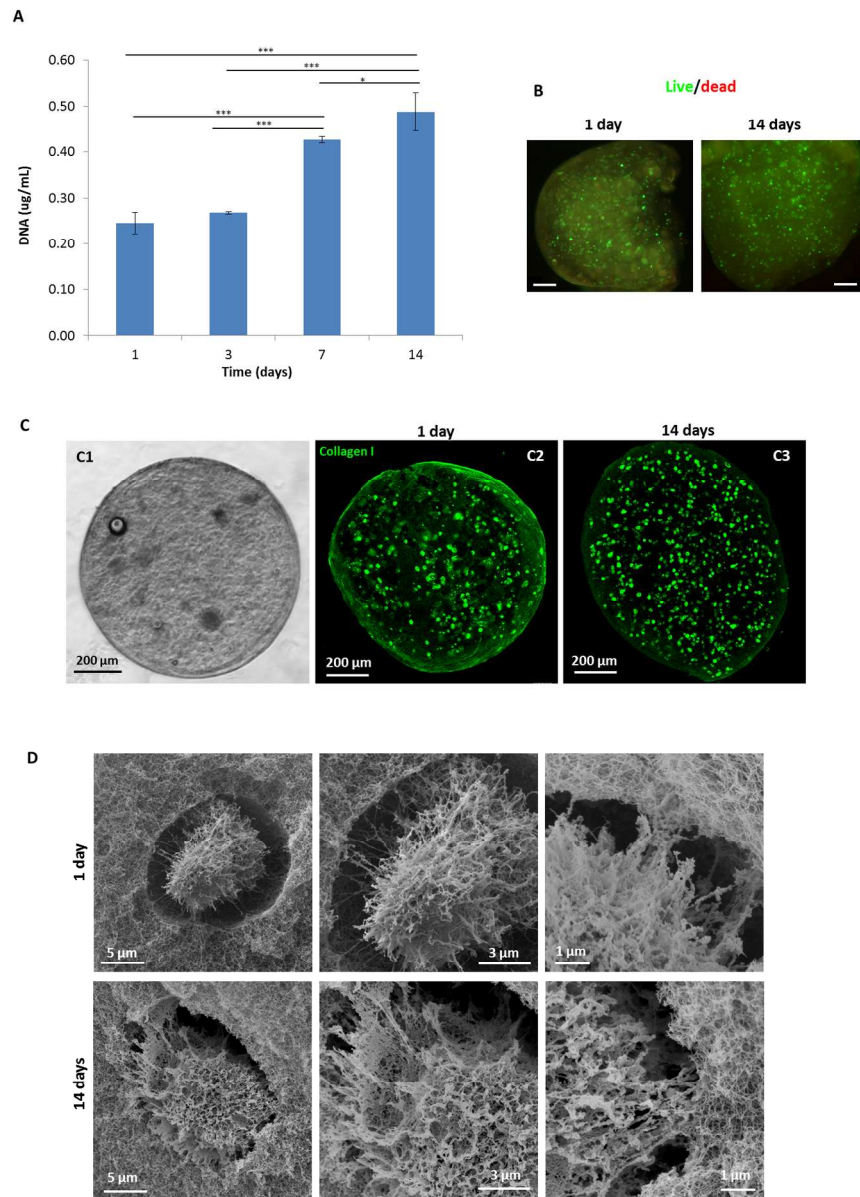 A
0.60
0.50
0.40
0.30
0.20
0.10
0.00
DNA (ug/mL)
***
***
*
***
***
1 3 7 14
Time (days)
B
Live/dead
1 day 14 days
C
1 day 14 days
C1
200 µm
Collagen I C2
200 µm
C3
200 µm
D
1 day
5 µm
3 µm
1 µm
14 days
5 µm
3 µm
1 µm